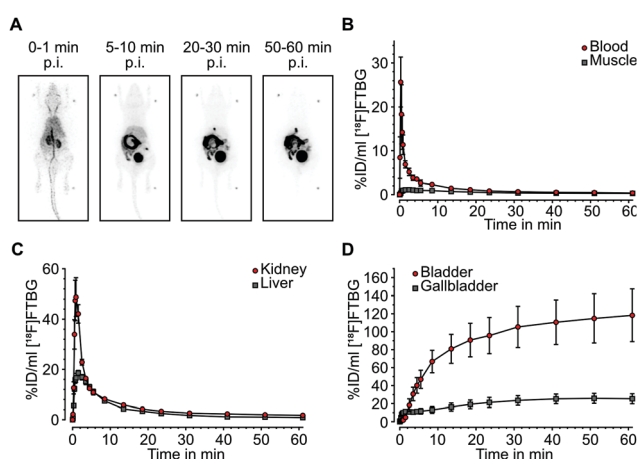 A
0-1 min
p.i.
5-10 min
p.i.
20-30 min
p.i.
50-60 min
p.i.
B
%ID/ml [¹⁸F]FTBG
30
20
10
0
0 10 20 30 40 50 60
Time in min
Blood
Muscle
C
%ID/ml [¹⁸F]FTBG
60
40
20
0
0 10 20 30 40 50 60
Time in min
Kidney
Liver
D
%ID/ml [¹⁸F]FTBG
160
140
120
100
80
60
40
20
0
0 10 20 30 40 50 60
Time in min
Bladder
Gallbladder